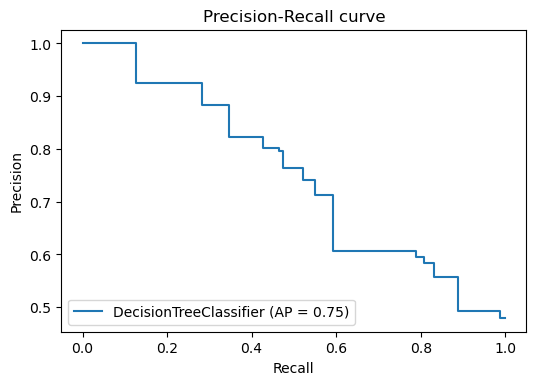 Precision-Recall curve
1.0
0.9
0.8
0.7
0.6
0.5
Precision
DecisionTreeClassifier (AP = 0.75)
0.0 0.2 0.4 0.6 0.8 1.0
Recall